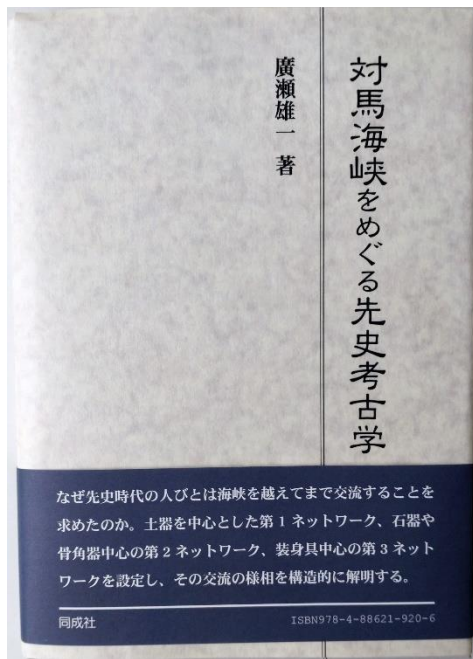 対馬海峡をめぐる先史考古学
廣瀬雄一 著
なぜ先史時代の人びとは海峡を越えてまで交流することを
求めたのか。土器を中心とした第1ネットワーク、石器や
骨角器中心の第2ネットワーク、装身具中心の第3ネット
ワークを設定し、その交流の様相を構造的に解明する。
同成社
ISBN978-4-88621-920-6